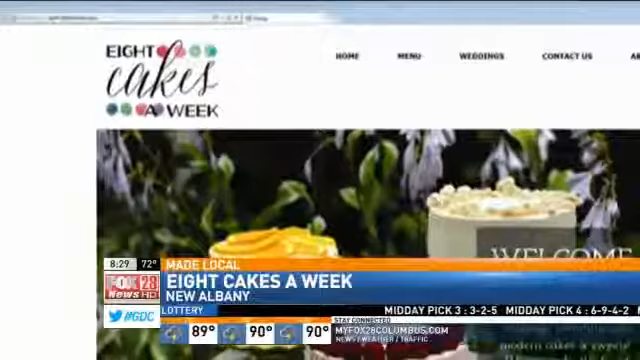 EIGHT
cakes
A WEEK
HOME MENU WEDDINGS CONTACT US
WELCOME
8:29 72°
MADE LOCAL
FOX 28
NEWS HD
EIGHT CAKES A WEEK
NEW ALBANY
#GDC
LOTTERY MIDDAY PICK 3 : 3-2-5 MIDDAY PICK 4 : 6-9-4-2
89° 90° 90°
STAY CONNECTED
MYFOX28COLUMBUS.COM
NEWS / WEATHER / TRAFFIC
modern cakes